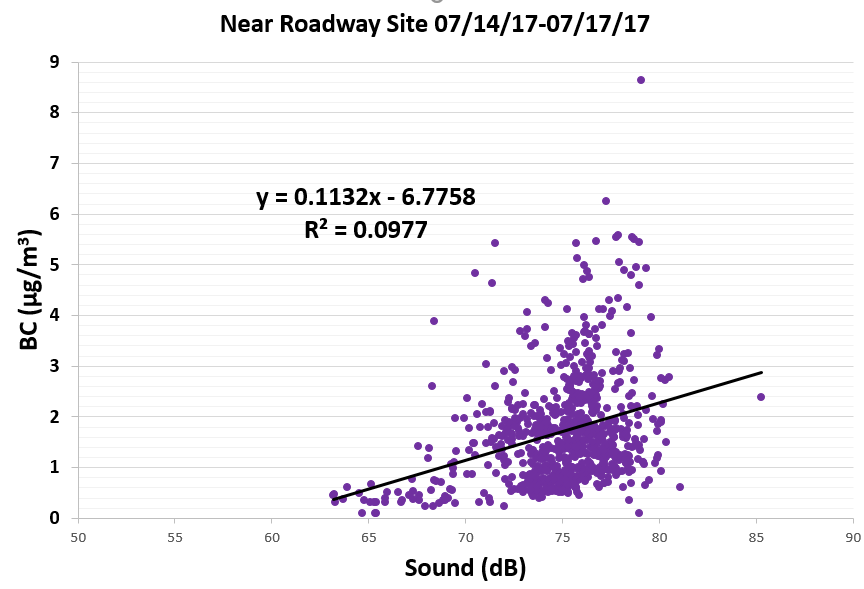 Near Roadway Site 07/14/17-07/17/17
9
8
7
6
5
4
3
2
1
0
y = 0.1132x - 6.7758
R² = 0.0977
BC (µg/m³)
50 55 60 65 70 75 80 85 90
Sound (dB)